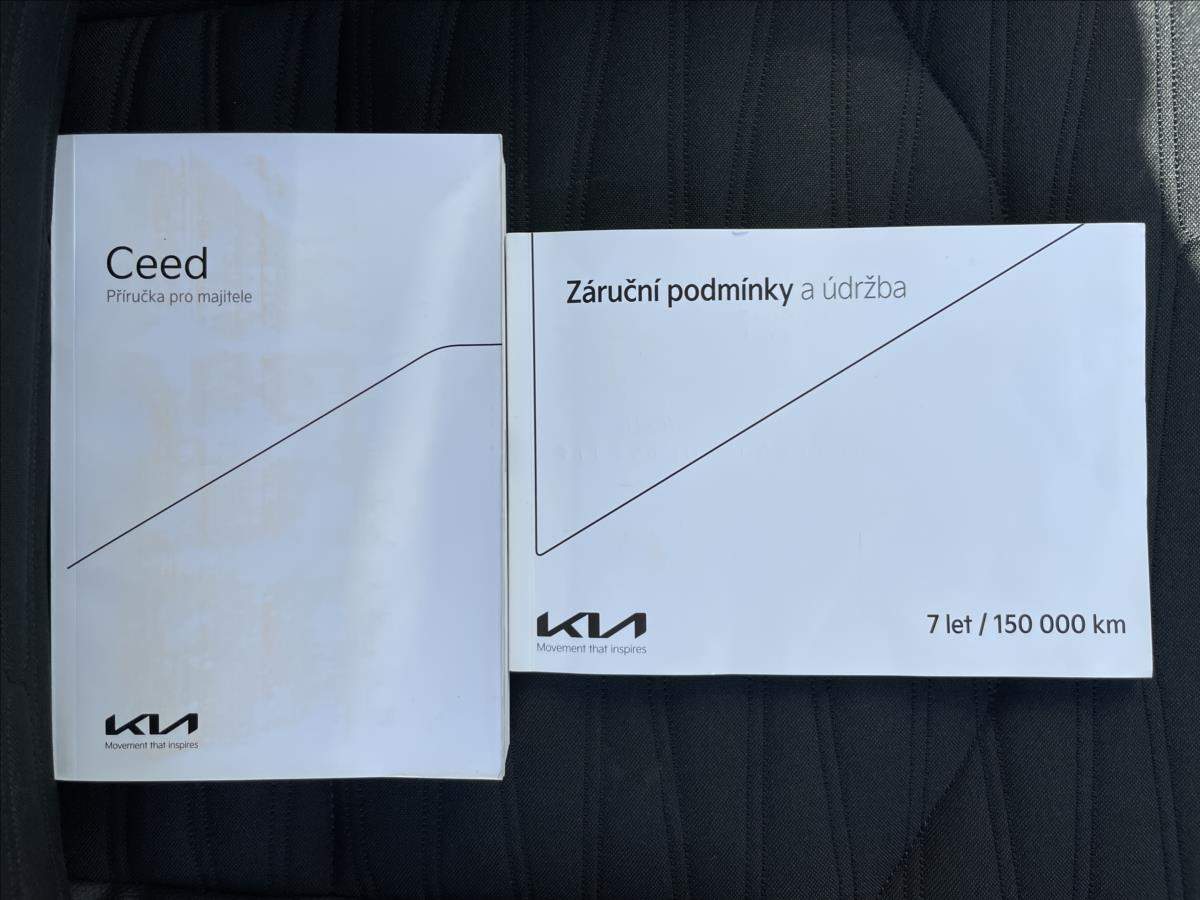 Ceed
Příručka pro majitele
KIA
Movement that inspires
Záruční podmínky a údržba
KIA
Movement that inspires
7 let / 150 000 km